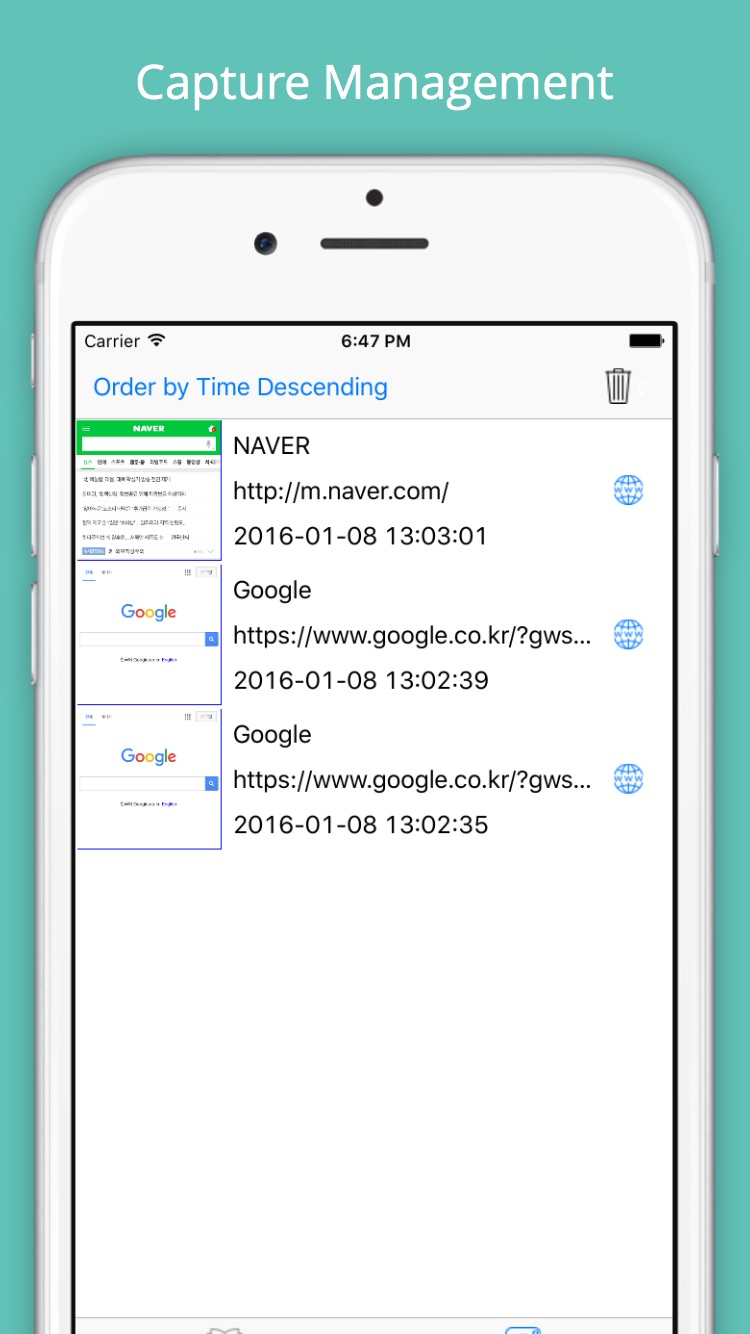 Capture Management
Carrier
6:47 PM
Order by Time Descending
NAVER
NAVER
http://m.naver.com/
2016-01-08 13:03:01
Google
Google
https://www.google.co.kr/?gws...
English
2016-01-08 13:02:39
Google
Google
https://www.google.co.kr/?gws...
English
2016-01-08 13:02:35